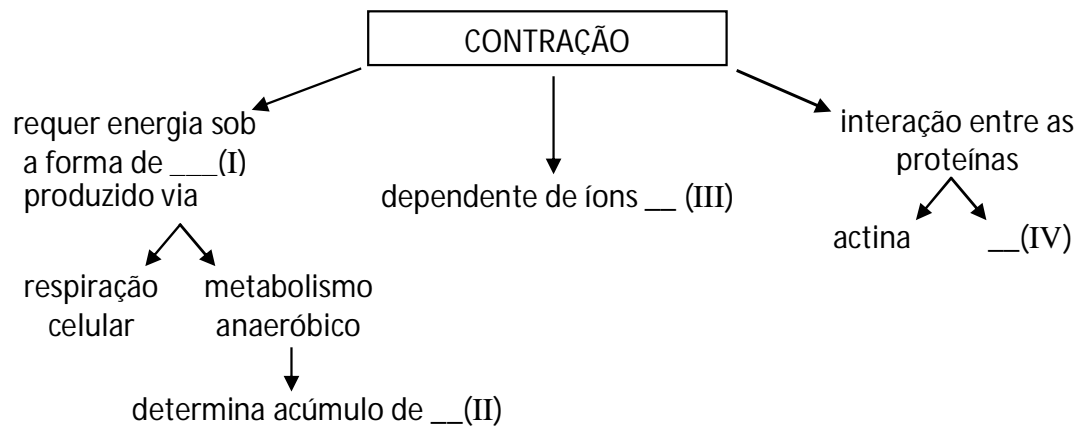 CONTRAÇÃO
requer energia sob
a forma de ___(I)
produzido via
respiração
celular
metabolismo
anaeróbico
determina acúmulo de __(II)
dependente de íons __ (III)
interação entre as
proteínas
actina
__(IV)